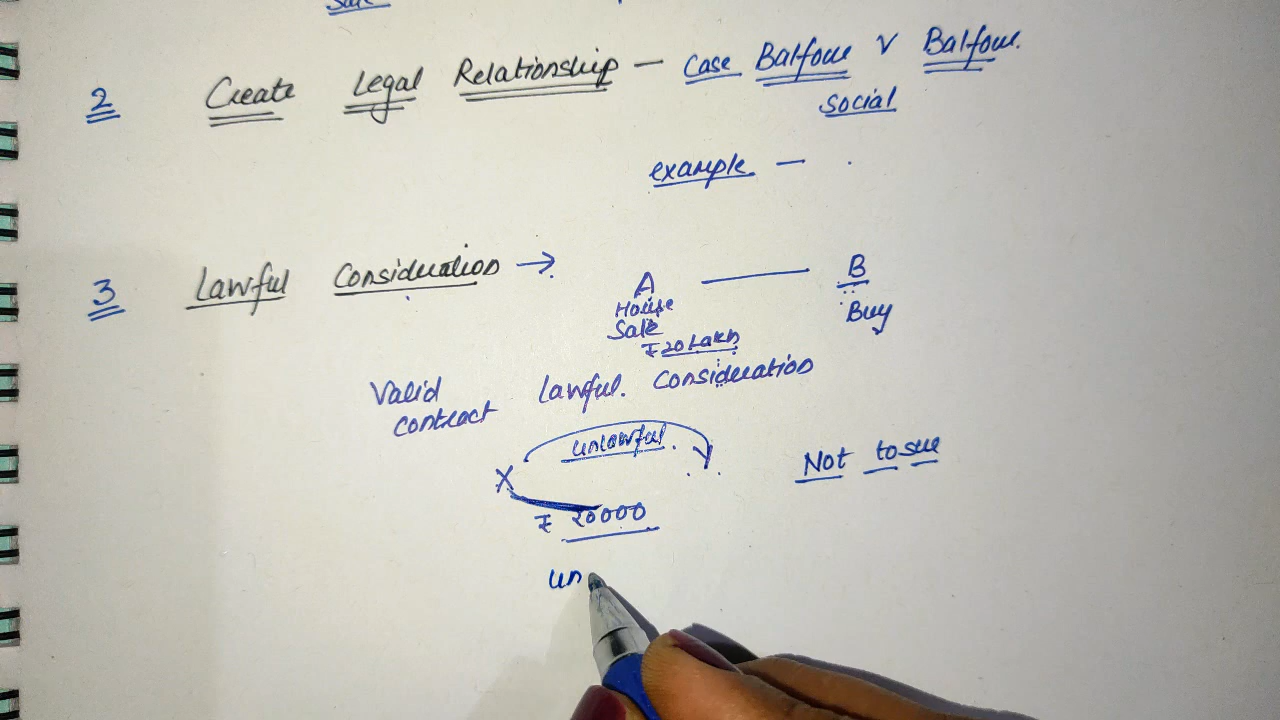 Sale
2 Create Legal Relationship — Case Balfour v Balfour.
Social
example — .
3 Lawful Consideration →
A — B
House
Sale
Buy
₹20 Lakh
Valid
contract
lawful. Consideration
unlawful.
X Y
Not to sue
₹ 20000
un